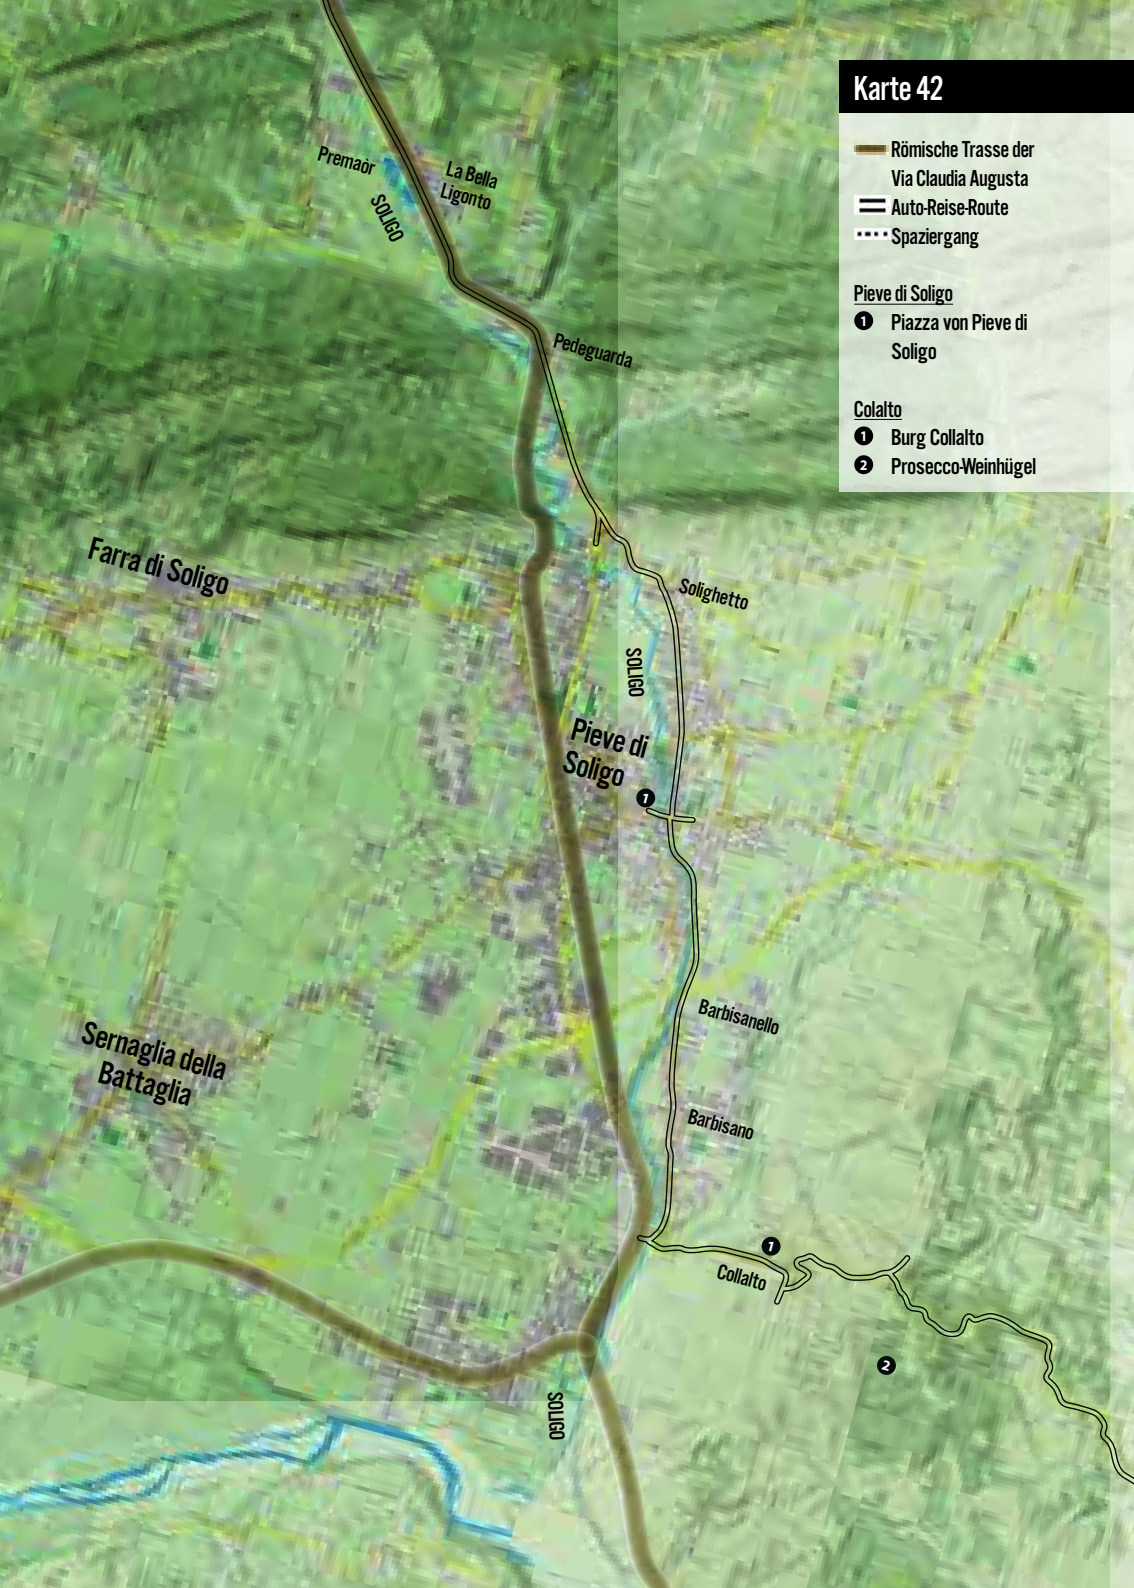 Karte 42
Römische Trasse der
Via Claudia Augusta
Auto-Reise-Route
Spaziergang
Pieve di Soligo
1 Piazza von Pieve di
Soligo
Colalto
1 Burg Collalto
2 Prosecco-Weinhügel
Premaòr
La Bella
Ligonto
SOLIGO
Pedeguarda
Farra di Soligo
Solighetto
SOLIGO
Pieve di
Soligo
1
Barbisanello
Sernaglia della
Battaglia
Barbisano
1
Collalto
2
SOLIGO